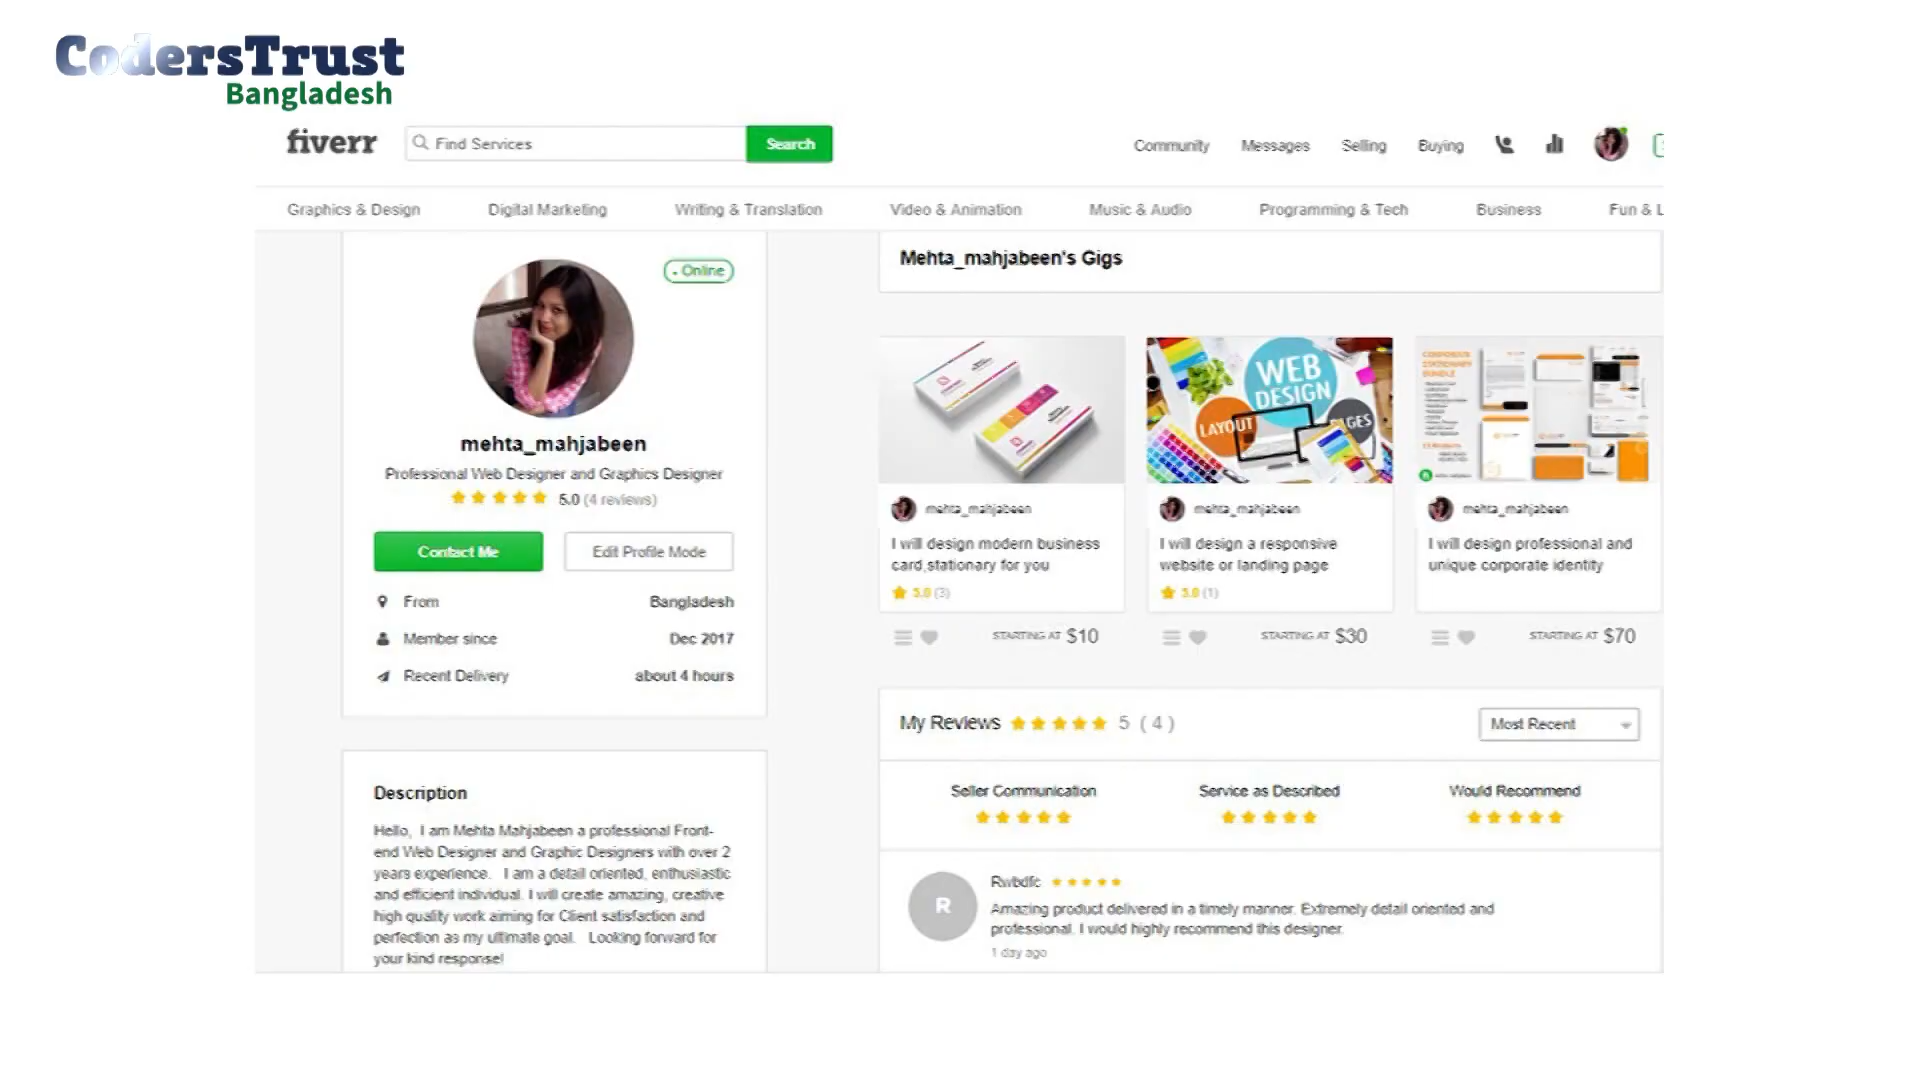 CodersTrust
Bangladesh
fiverr
Find Services
Search
Community
Messages
Selling
Buying
Graphics & Design
Digital Marketing
Writing & Translation
Video & Animation
Music & Audio
Programming & Tech
Business
Fun & L
Online
mehta_mahjabeen
Professional Web Designer and Graphics Designer
5.0 (4 reviews)
Contact Me
Edit Profile Mode
From Bangladesh
Member since Dec 2017
Recent Delivery about 4 hours
Description
Hello, I am Mehta Mahjabeen a professional Front-
end Web Designer and Graphic Designers with over 2
years experience. I am a detail oriented, enthusiastic
and efficient individual. I will create amazing, creative
high quality work aiming for Client satisfaction and
perfection as my ultimate goal. Looking forward for
your kind response!
Mehta_mahjabeen's Gigs
WEB
DESIGN
LAYOUT
PAGES
CORPORATE
STATIONARY
BUNDLE
mehta_mahjabeen
I will design modern business
card,stationary for you
5.0 (3)
STARTING AT $10
mehta_mahjabeen
I will design a responsive
website or landing page
5.0 (1)
STARTING AT $30
mehta_mahjabeen
I will design professional and
unique corporate identity
STARTING AT $70
My Reviews 5 ( 4 )
Most Recent
Seller Communication
Service as Described
Would Recommend
R
Rwbdfc
Amazing product delivered in a timely manner. Extremely detail oriented and
professional. I would highly recommend this designer.
1 day ago